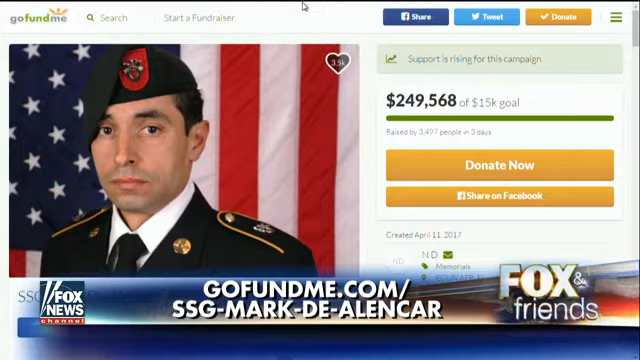 gofundme
Search
Start a Fundraiser
Share
Tweet
Donate
3.5k
Support is rising for this campaign
$249,568 of $15k goal
Raised by 3,497 people in 3 days
Donate Now
Share on Facebook
Created April 11, 2017
ND
N D
Memorials
SSG
FOX
NEWS
channel
GOFUNDME.COM/
SSG-MARK-DE-ALENCAR
FOX&
friends